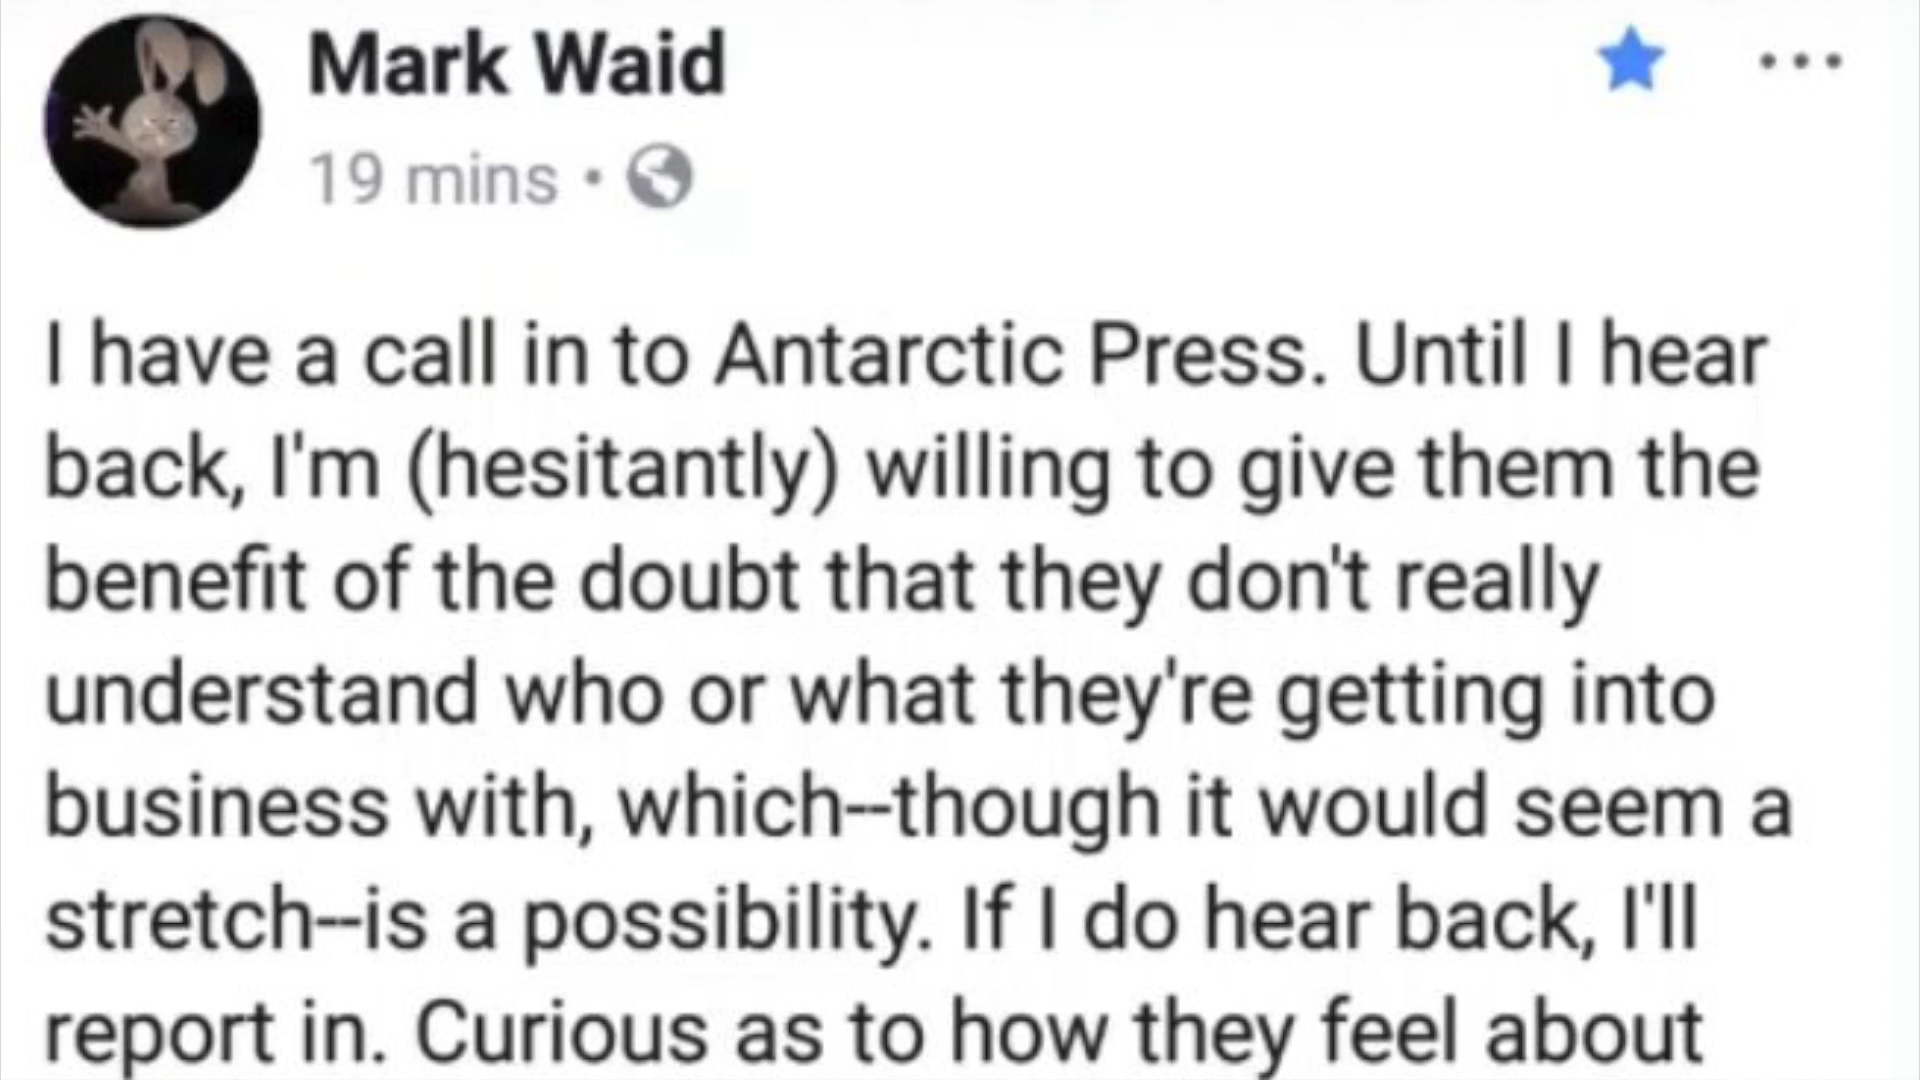 Mark Waid
19 mins •
I have a call in to Antarctic Press. Until I hear
back, I'm (hesitantly) willing to give them the
benefit of the doubt that they don't really
understand who or what they're getting into
business with, which--though it would seem a
stretch--is a possibility. If I do hear back, I'll
report in. Curious as to how they feel about